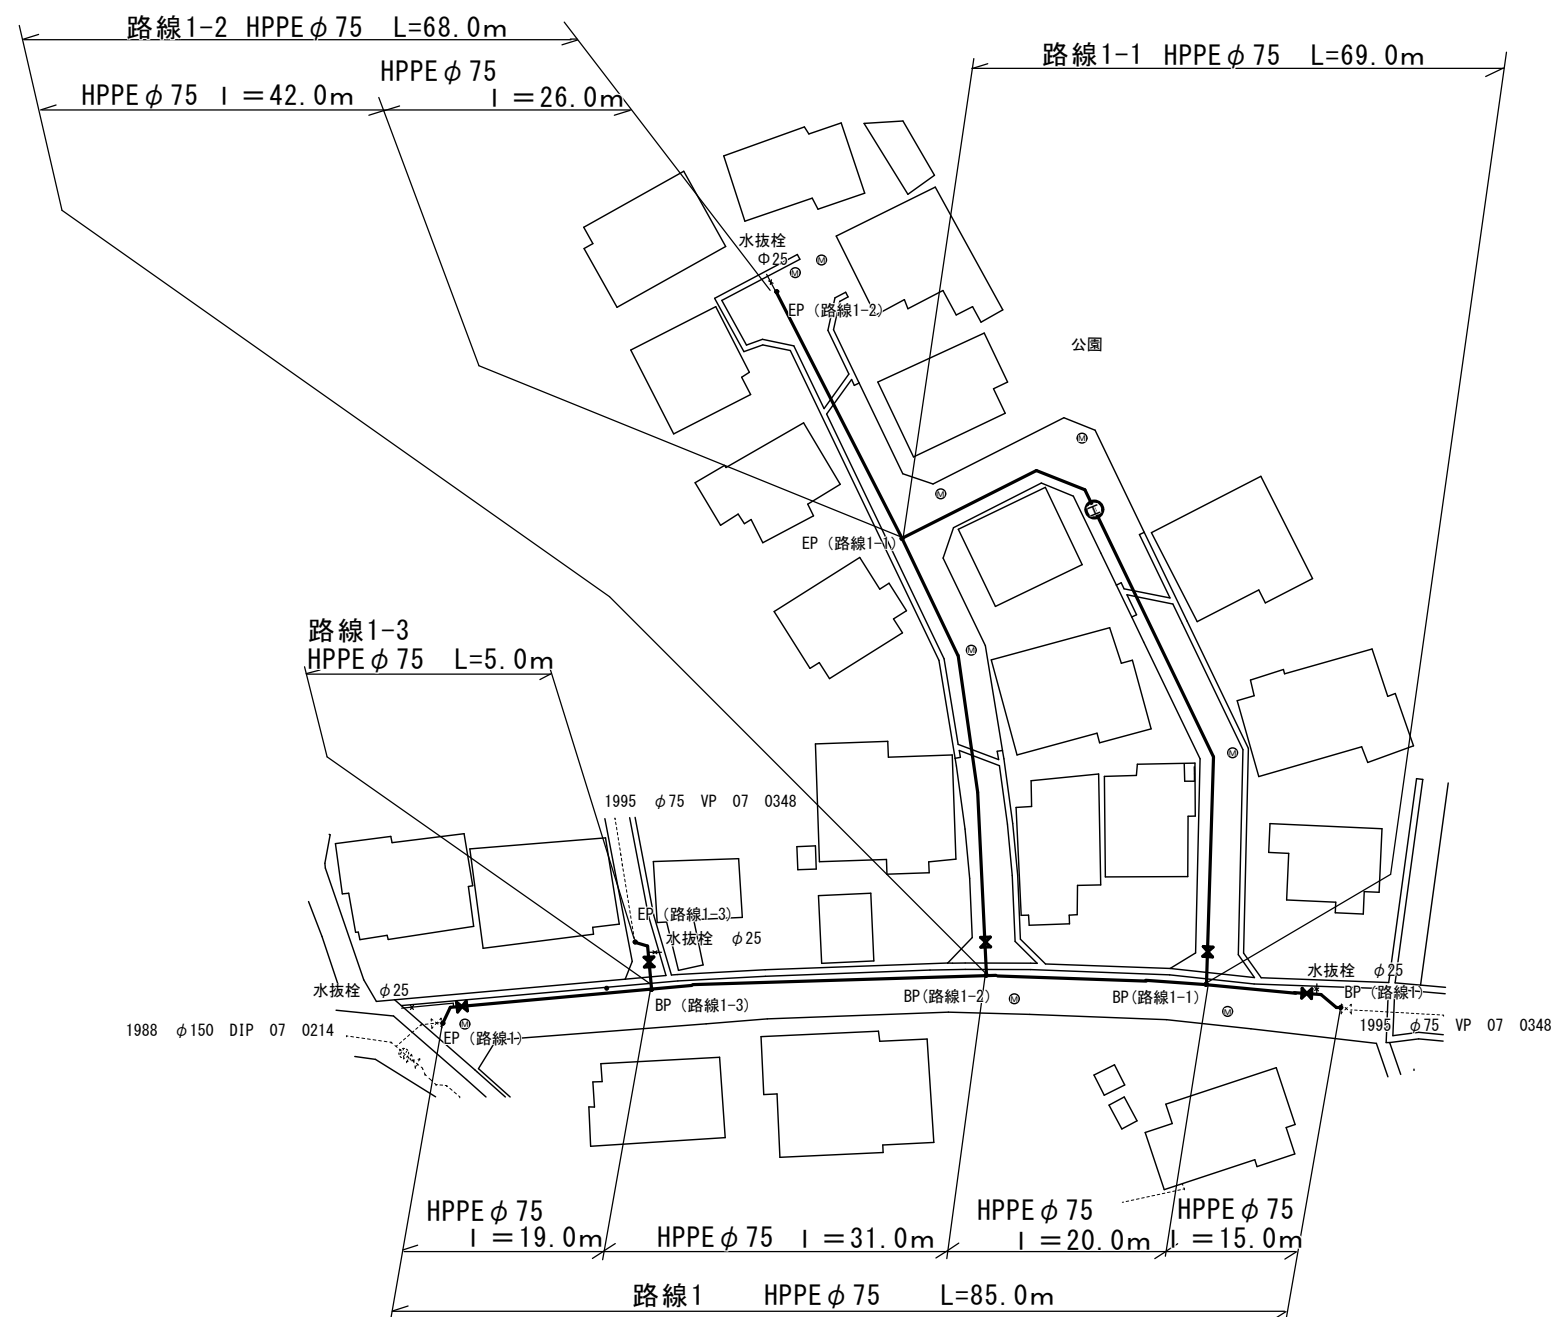 路線1-2 HPPEφ75 L=68.0m
HPPEφ75
HPPEφ75 l=42.0m
l=26.0m
路線1-1 HPPEφ75 L=69.0m
水抜栓
Φ25
M
M
EP（路線1-2）
公園
M
M
EP（路線1-1）
M
路線1-3
HPPEφ75 L=5.0m
M
1995 φ75 VP 07 0348
EP（路線1-3）
水抜栓 φ25
水抜栓 φ25
水抜栓 φ25
BP（路線1-3）
BP(路線1-2)
M
BP(路線1-1)
BP（路線1-）
M
M
1988 φ150 DIP 07 0214
EP（路線1-）
1995 φ75 VP 07 0348
HPPEφ75
l=19.0m
HPPEφ75 l=31.0m
HPPEφ75
l=20.0m
HPPEφ75
l=15.0m
路線1 HPPEφ75 L=85.0m